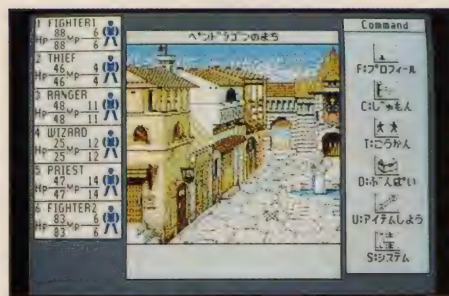 1 FIGHTER1
88 6
Hp Mp
88 6
2 THIEF
46 4
Hp Mp
46 4
3 RANGER
48 11
Hp Mp
48 11
4 WIZARD
25 12
Hp Mp
25 12
5 PRIEST
47 14
Hp Mp
47 14
6 FIGHTER2
83 6
Hp Mp
83 6
ペンドラゴンのまち
Command
F:プロフィール
C:じゅもん
T:こうかん
D:ぶんぱい
U:アイテムしよう
S:システム